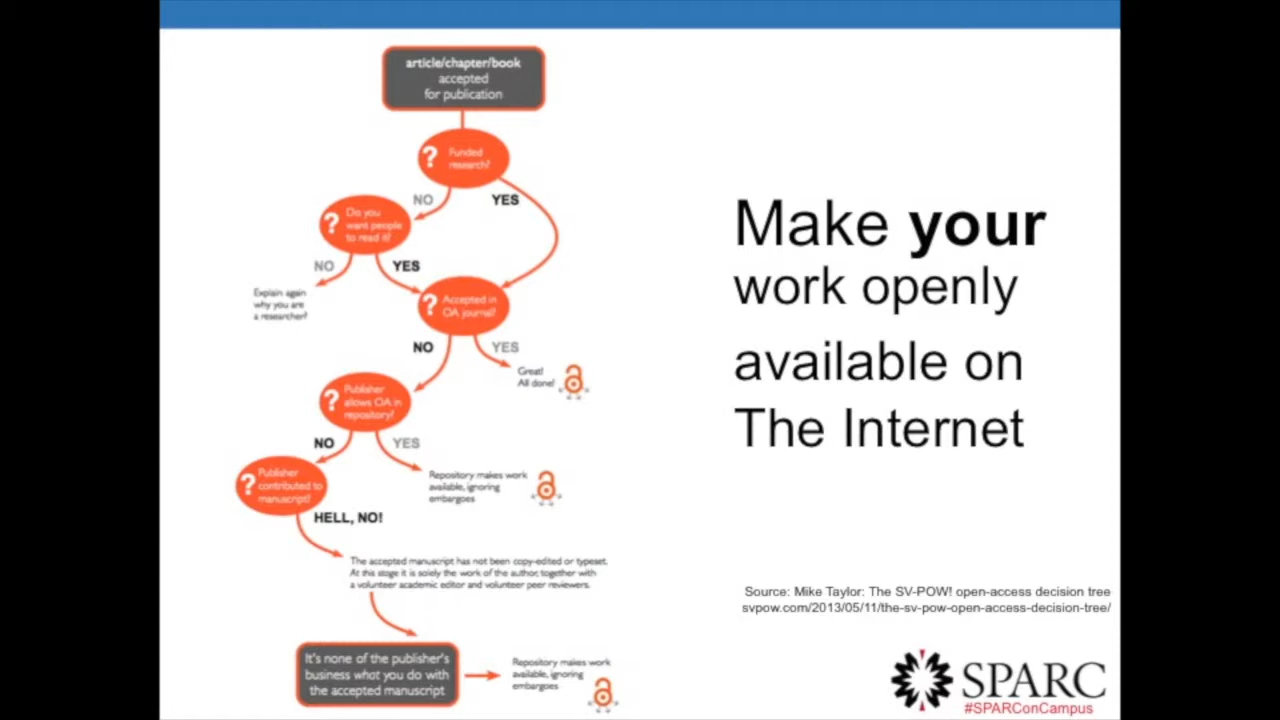 article/chapter/book
accepted
for publication
?
Funded
research?
NO
YES
?
Do you
want people
to read it?
NO
YES
Explain again
why you are
a researcher?
?
Accepted in
OA journal?
NO
YES
Great!
All done!
?
Publisher
allows OA in
repository?
NO
YES
Repository makes work
available, ignoring
embargoes
?
Publisher
contributed to
manuscript?
HELL, NO!
The accepted manuscript has not been copy-edited or typeset.
At this stage it is solely the work of the author, together with
a volunteer academic editor and volunteer peer reviewers.
It's none of the publisher's
business what you do with
the accepted manuscript
Repository makes work
available, ignoring
embargoes
Make your
work openly
available on
The Internet
Source: Mike Taylor: The SV-POW! open-access decision tree
svpow.com/2013/05/11/the-sv-pow-open-access-decision-tree/
SPARC
#SPARConCampus